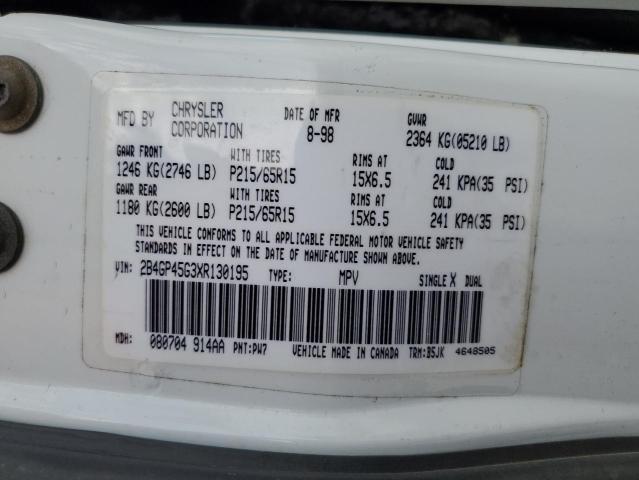 MFD BY CHRYSLER CORPORATION DATE OF MFR 8-98 GVWR 2364 KG(05210 LB)
GAWR FRONT WITH TIRES RIMS AT COLD
1246 KG(2746 LB) P215/65R15 15X6.5 241 KPA(35 PSI)
GAWR REAR WITH TIRES RIMS AT COLD
1180 KG(2600 LB) P215/65R15 15X6.5 241 KPA(35 PSI)
THIS VEHICLE CONFORMS TO ALL APPLICABLE FEDERAL MOTOR VEHICLE SAFETY
STANDARDS IN EFFECT ON THE DATE OF MANUFACTURE SHOWN ABOVE.
VIN: 2B4GP45G3XR130195 TYPE: MPV SINGLE X DUAL
MDH: 080704 914AA PNT:PW7 VEHICLE MADE IN CANADA TRM:B5JK 4648505